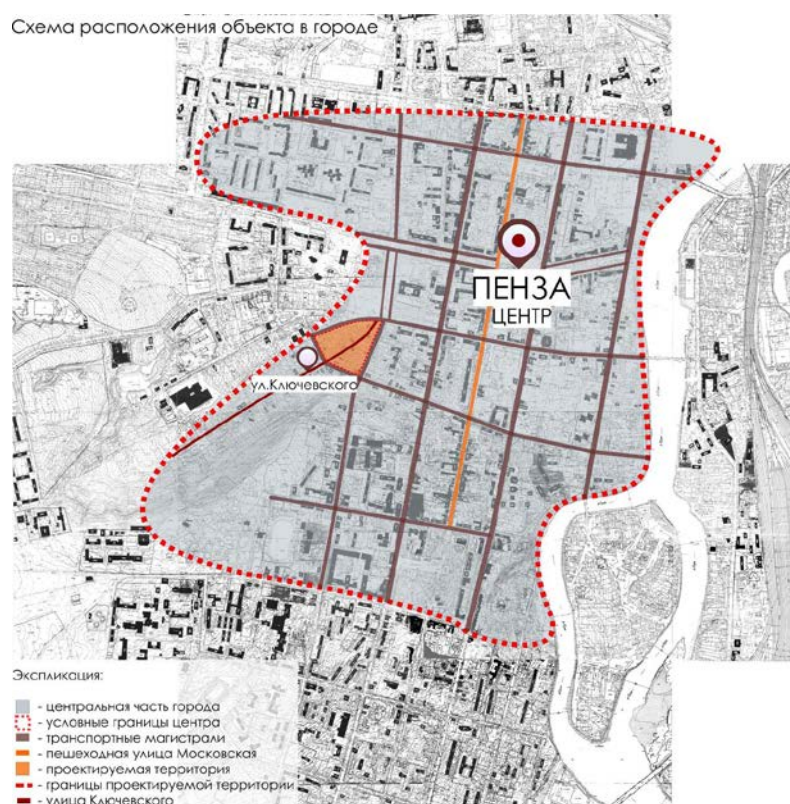 Схема расположения объекта в городе
ПЕНЗА
ЦЕНТР
ул.Ключевского
Экспликация:
- центральная часть города
- условные границы центра
- транспортные магистрали
- пешеходная улица Московская
- проектируемая территория
- границы проектируемой территории
- улица Ключевского